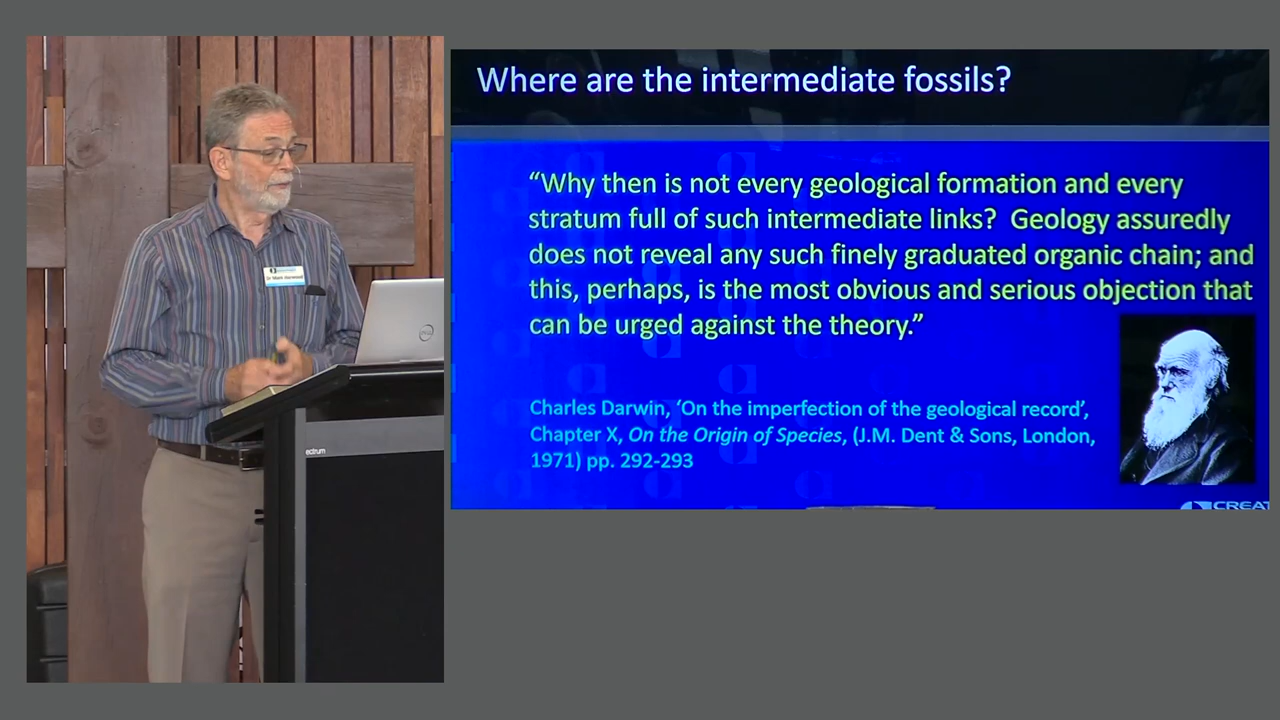 Where are the intermediate fossils?
“Why then is not every geological formation and every
stratum full of such intermediate links?  Geology assuredly
does not reveal any such finely graduated organic chain; and
this, perhaps, is the most obvious and serious objection that
can be urged against the theory.”
Charles Darwin, ‘On the imperfection of the geological record’,
Chapter X, On the Origin of Species, (J.M. Dent & Sons, London,
1971) pp. 292-293
CREAT
DELL
ectrum